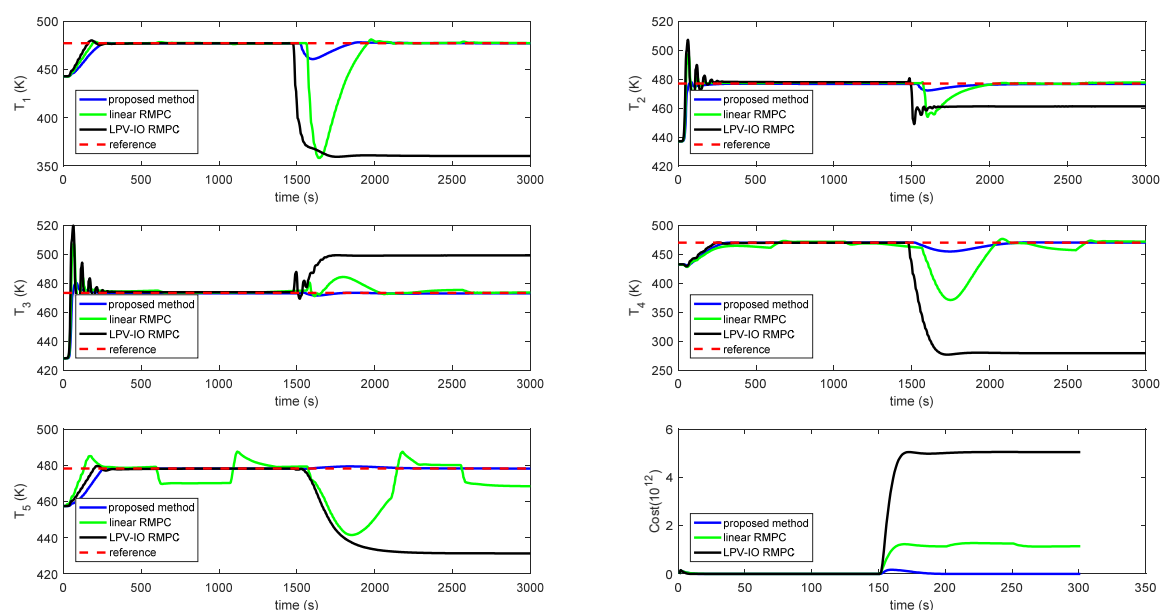 500
450
400
350
T1 (K)
proposed method
linear RMPC
LPV-IO RMPC
reference
0 500 1000 1500 2000 2500 3000
time (s)
520
500
480
460
440
420
T2 (K)
proposed method
linear RMPC
LPV-IO RMPC
reference
0 500 1000 1500 2000 2500 3000
time (s)
520
500
480
460
440
420
T3 (K)
proposed method
linear RMPC
LPV-IO RMPC
reference
0 500 1000 1500 2000 2500 3000
time (s)
500
450
400
350
300
250
T4 (K)
proposed method
linear RMPC
LPV-IO RMPC
reference
0 500 1000 1500 2000 2500 3000
time (s)
500
480
460
440
420
T5 (K)
proposed method
linear RMPC
LPV-IO RMPC
reference
0 500 1000 1500 2000 2500 3000
time (s)
6
4
2
0
Cost(10^12)
proposed method
linear RMPC
LPV-IO RMPC
0 50 100 150 200 250 300 350
time (s)